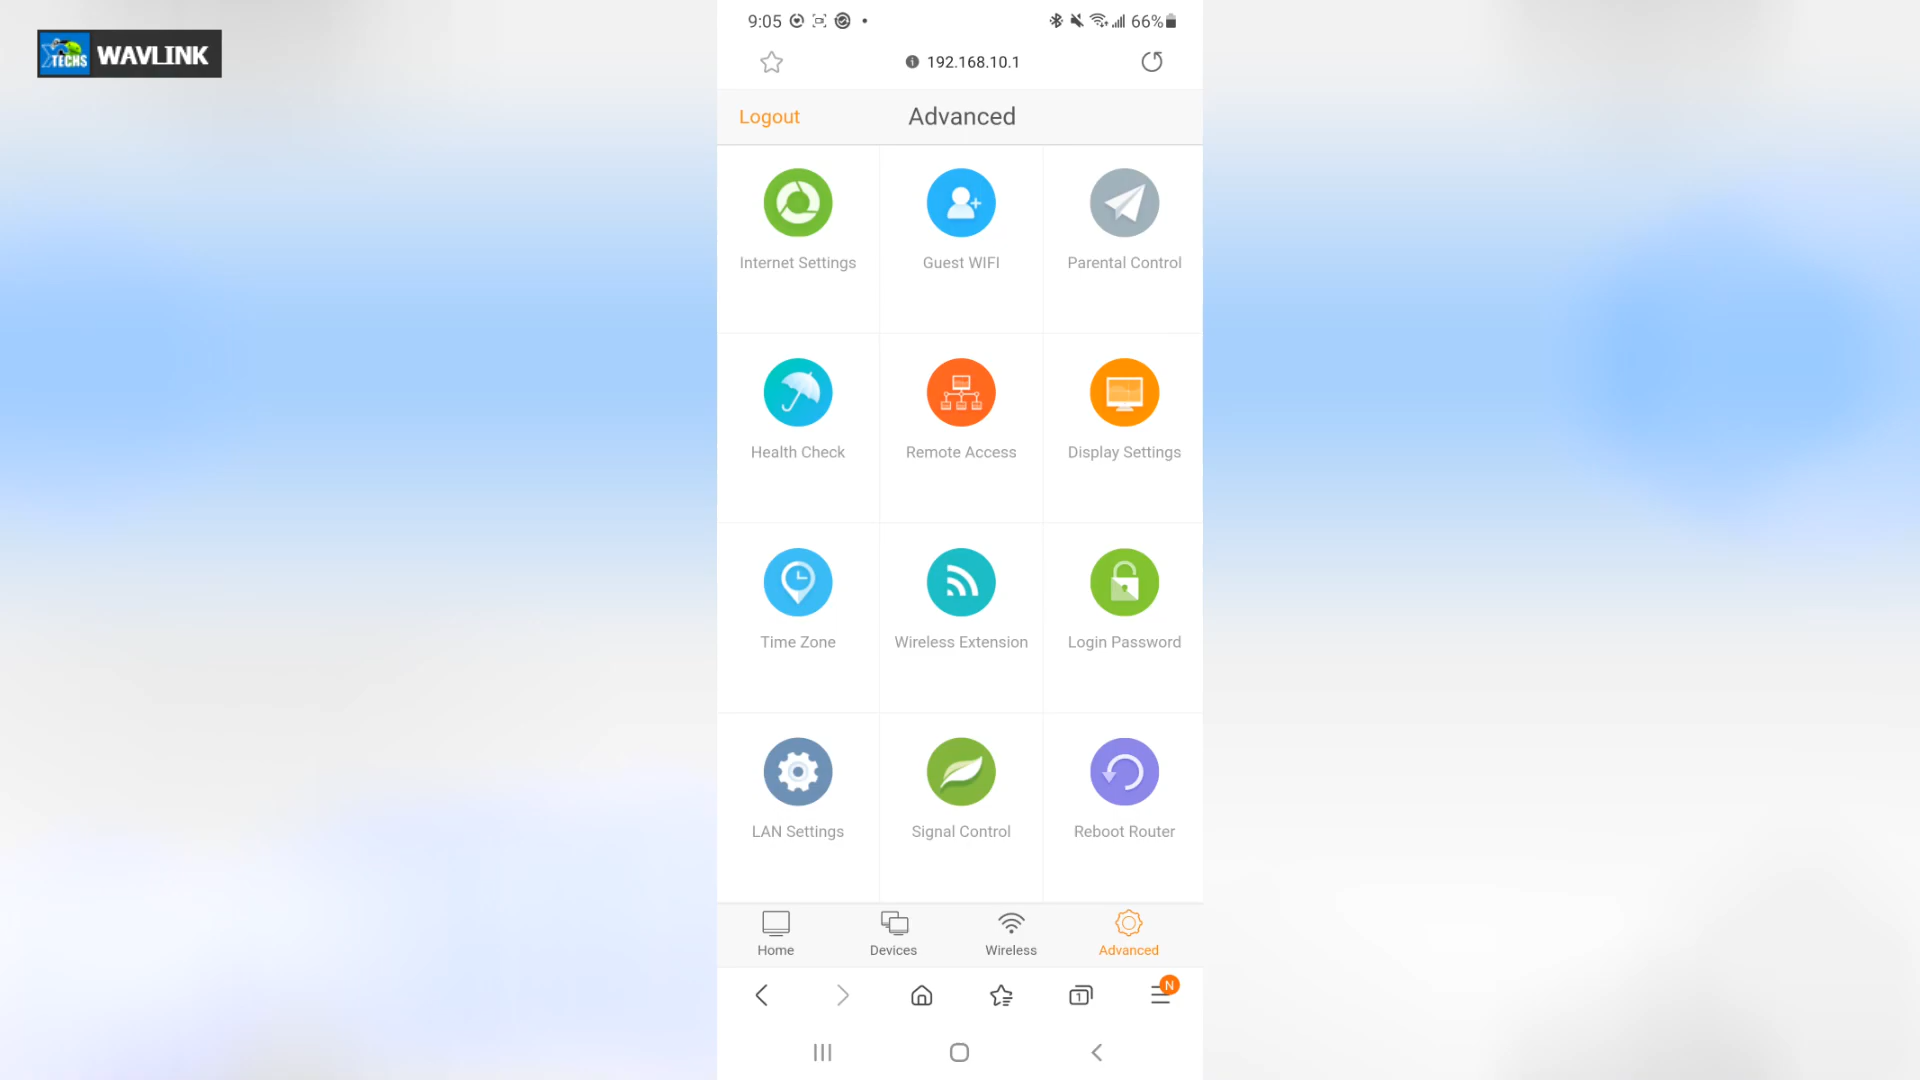 TECHS WAVLINK
9:05 66%
192.168.10.1
Logout Advanced
Internet Settings Guest WIFI Parental Control
Health Check Remote Access Display Settings
Time Zone Wireless Extension Login Password
LAN Settings Signal Control Reboot Router
Home Devices Wireless Advanced
1 N